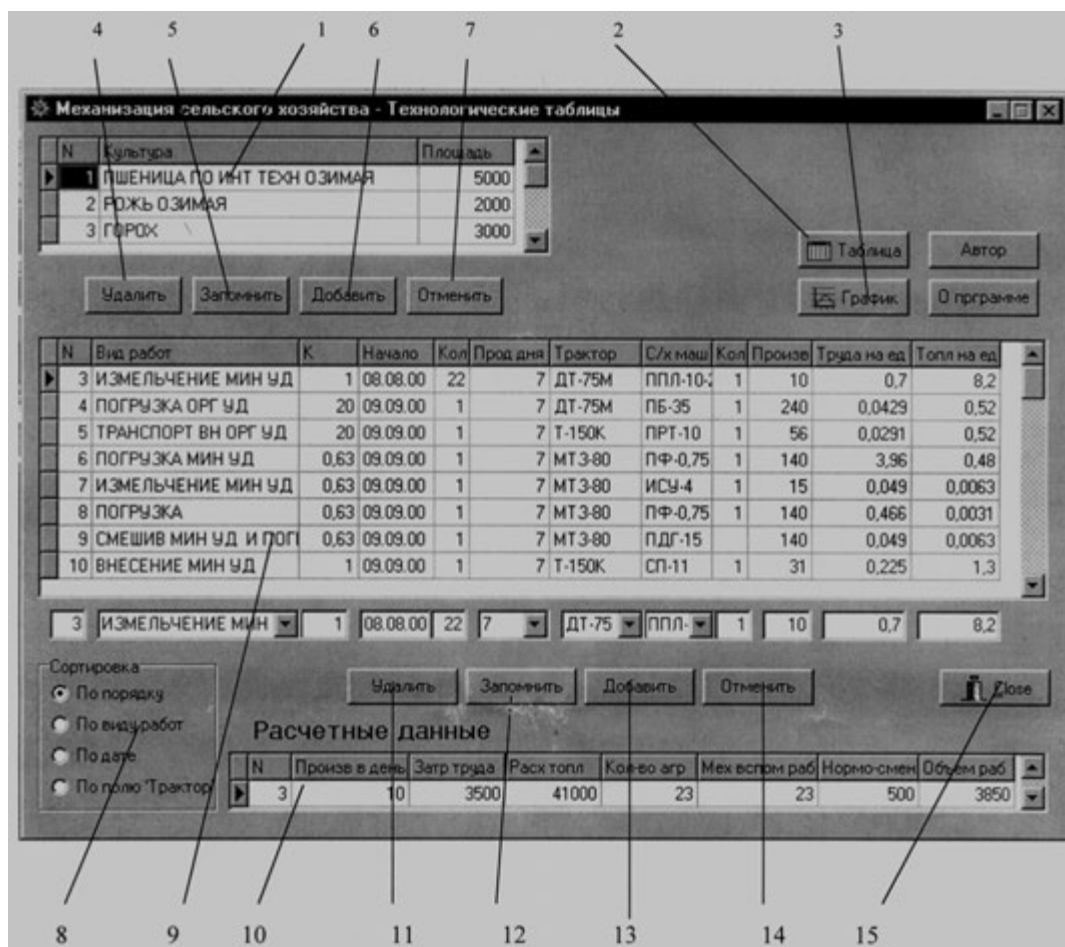 4 5 1 6 7 2 3
Механизация сельского хозяйства - Технологические таблицы
N Культура Площадь
1 ПШЕНИЦА ПО ИНТ ТЕХН ОЗИМАЯ 5000
2 РОЖЬ ОЗИМАЯ 2000
3 ГОРОХ 3000
Таблица Автор
Удалить Запомнить Добавить Отменить График О прграмме
N Вид работ К Начало Кол Прод дня Трактор С/х маш Кол Произв Труда на ед Топл на ед
3 ИЗМЕЛЬЧЕНИЕ МИН УД 1 08.08.00 22 7 ДТ-75М ППЛ-10-2 1 10 0,7 8,2
4 ПОГРУЗКА ОРГ УД 20 09.09.00 1 7 ДТ-75М ПБ-35 1 240 0,0429 0,52
5 ТРАНСПОРТ ВН ОРГ УД 20 09.09.00 1 7 Т-150К ПРТ-10 1 56 0,0291 0,52
6 ПОГРУЗКА МИН УД 0,63 09.09.00 1 7 МТЗ-80 ПФ-0,75 1 140 3,96 0,48
7 ИЗМЕЛЬЧЕНИЕ МИН УД 0,63 09.09.00 1 7 МТЗ-80 ИСУ-4 1 15 0,049 0,0063
8 ПОГРУЗКА 0,63 09.09.00 1 7 МТЗ-80 ПФ-0,75 1 140 0,466 0,0031
9 СМЕШИВ МИН УД И ПОГІ 0,63 09.09.00 1 7 МТЗ-80 ПДГ-15 140 0,049 0,0063
10 ВНЕСЕНИЕ МИН УД 1 09.09.00 1 7 Т-150К СП-11 1 31 0,225 1,3
3 ИЗМЕЛЬЧЕНИЕ МИН 1 08.08.00 22 7 ДТ-75 ППЛ- 1 10 0,7 8,2
Сортировка
По порядку
По виду работ
По дате
По полю "Трактор
Удалить Запомнить Добавить Отменить Close
Расчетные данные
N Произв в день Затр труда Расх топл Кол-во агр Мех вспом раб Нормо-смен Объем раб
3 10 3500 41000 23 23 500 3850
8 9 10 11 12 13 14 15